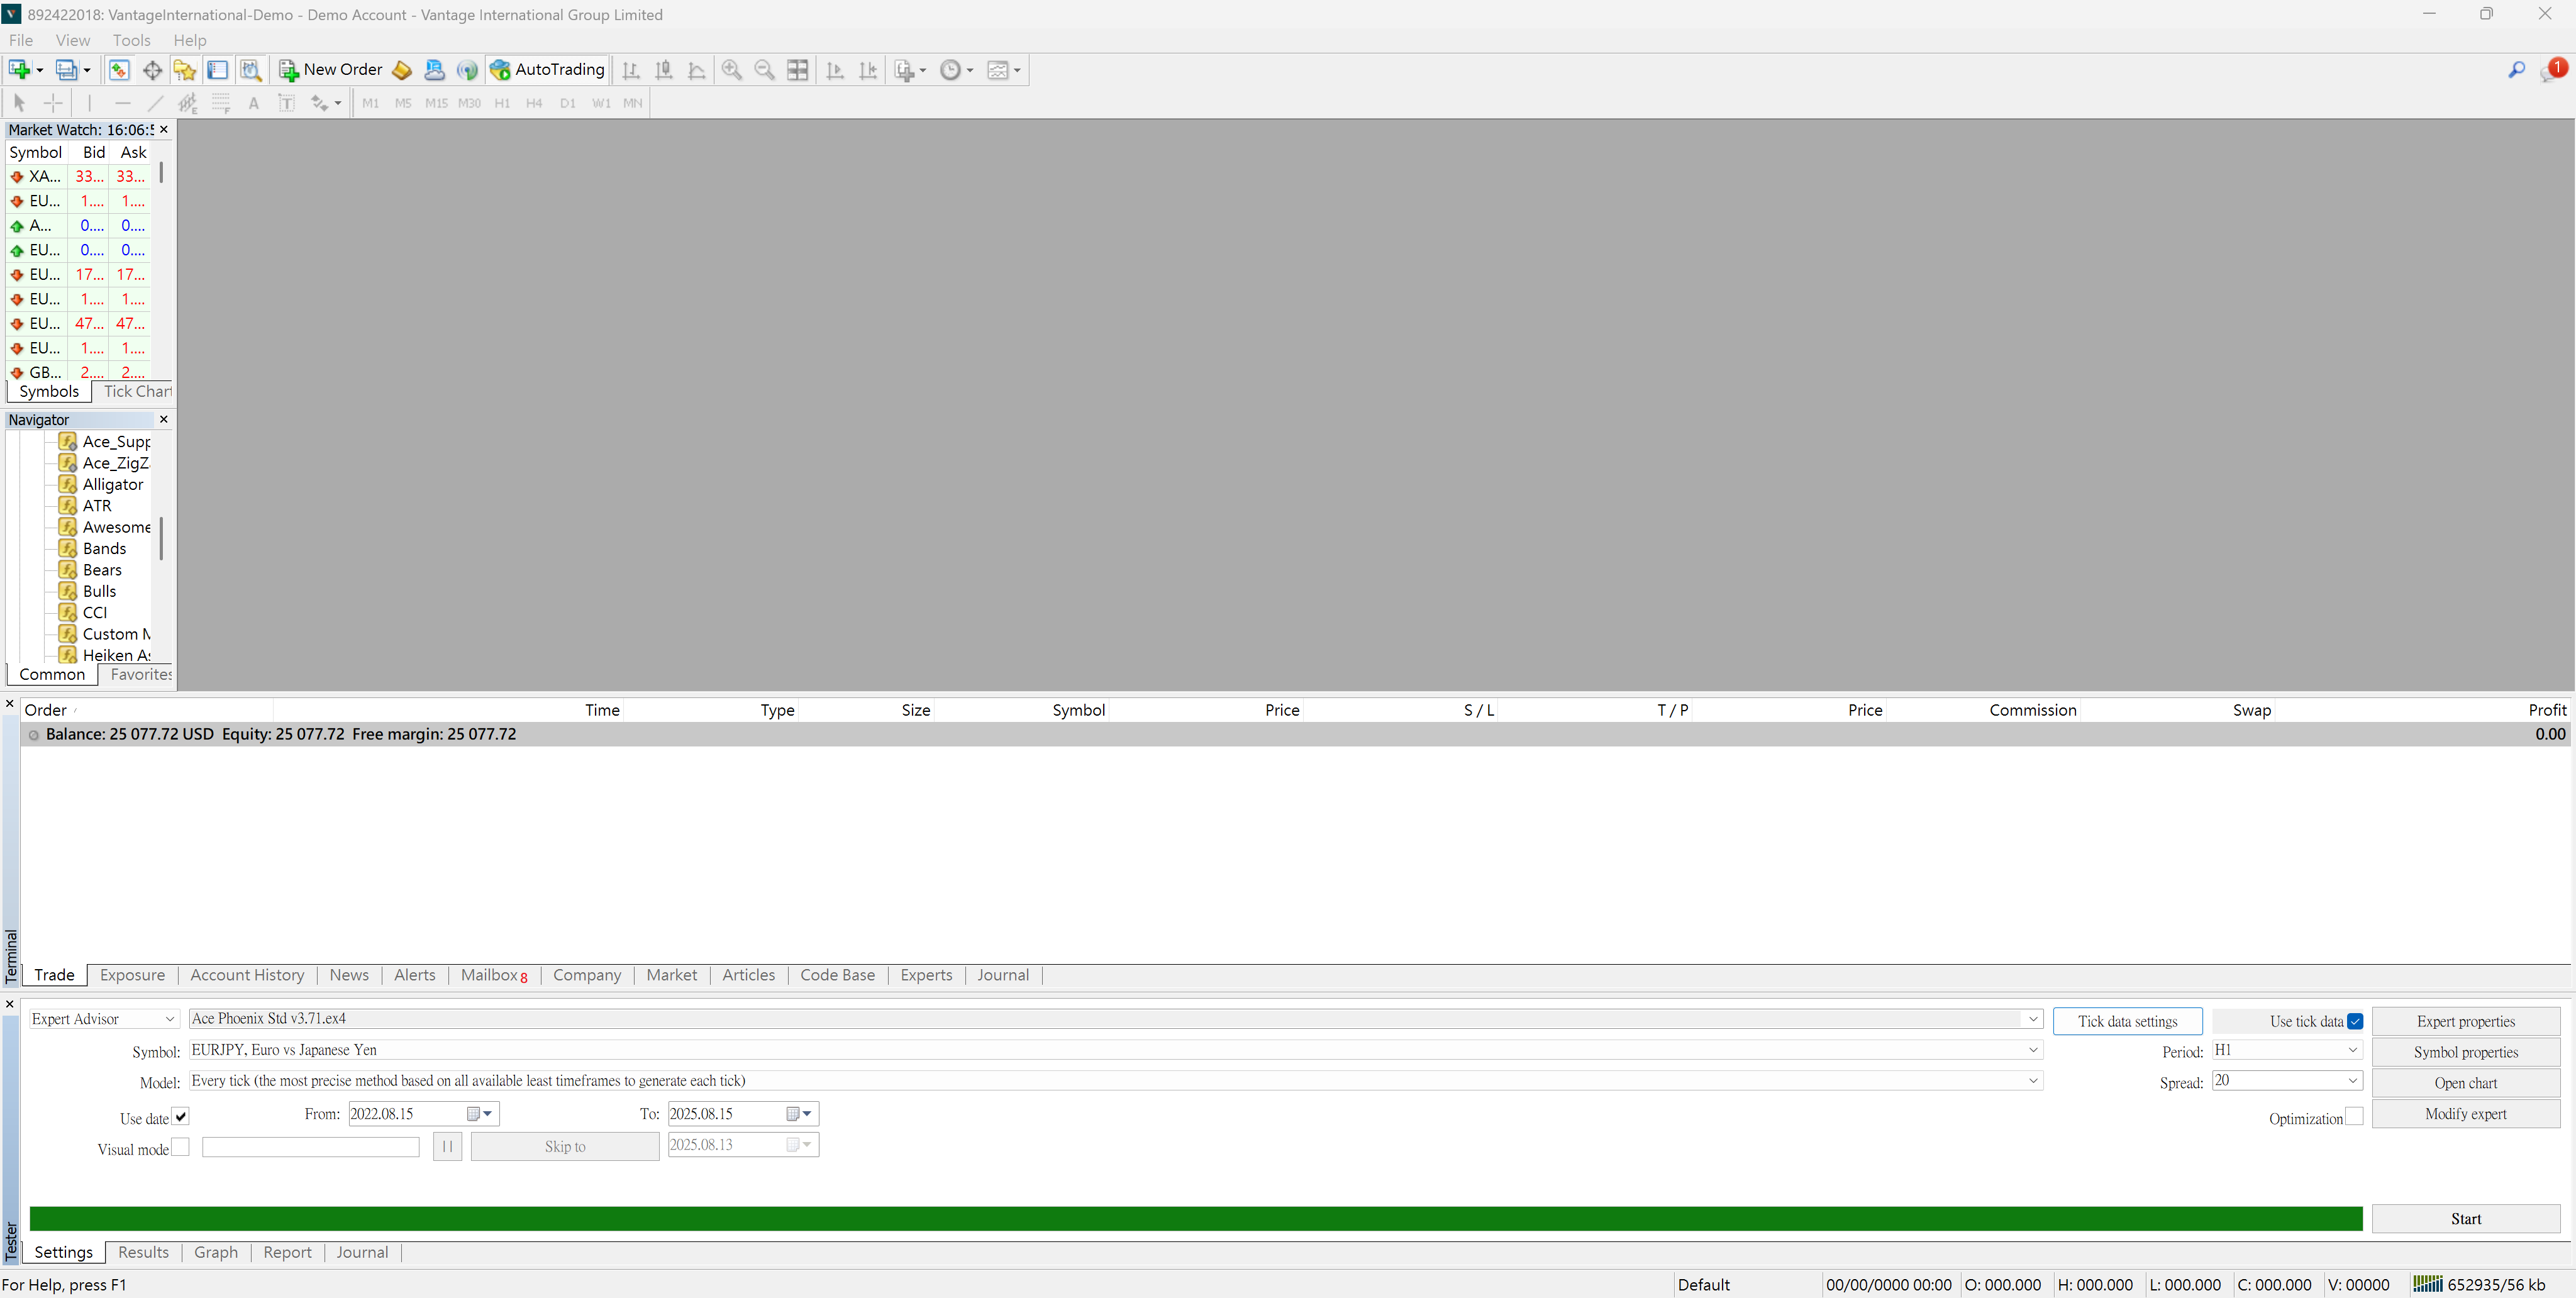 892422018: VantageInternational-Demo - Demo Account - Vantage International Group Limited
File View Tools Help
New Order AutoTrading 1
A T M1 M5 M15 M30 H1 H4 D1 W1 MN
Market Watch: 16:06:5
Symbol Bid Ask
XA... 33... 33...
EU... 1.... 1....
A... 0.... 0....
EU... 0.... 0....
EU... 17... 17...
EU... 1.... 1....
EU... 47... 47...
EU... 1.... 1....
GB... 2.... 2....
Symbols Tick Chart
Navigator
Ace_Supp
Ace_ZigZ
Alligator
ATR
Awesome
Bands
Bears
Bulls
CCI
Custom M
Heiken As
Common Favorites
Order Time Type Size Symbol Price S / L T / P Price Commission Swap Profit
Balance: 25 077.72 USD Equity: 25 077.72 Free margin: 25 077.72 0.00
Terminal
Trade Exposure Account History News Alerts Mailbox 8 Company Market Articles Code Base Experts Journal
Expert Advisor Ace Phoenix Std v3.71.ex4 Tick data settings Use tick data Expert properties
Symbol: EURJPY, Euro vs Japanese Yen Period: H1 Symbol properties
Model: Every tick (the most precise method based on all available least timeframes to generate each tick) Spread: 20 Open chart
Use date From: 2022.08.15 To: 2025.08.15 Optimization Modify expert
Visual mode Skip to 2025.08.13
Start
Tester
Settings Results Graph Report Journal
For Help, press F1 Default 00/00/0000 00:00 O: 000.000 H: 000.000 L: 000.000 C: 000.000 V: 00000 652935/56 kb